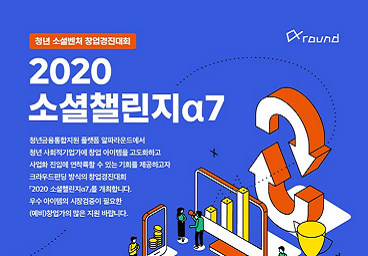 청년 소셜벤처 창업경진대회
αround
2020
소셜챌린지α7
청년금융통합지원 플랫폼 알파라운드에서
청년 사회적기업가에 창업 아이템을 고도화하고
사업화 진입에 연착륙할 수 있는 기회를 제공하고자
크라우드펀딩 방식의 창업경진대회
「2020 소셜챌린지α7」를 개최합니다.
우수 아이템의 시장검증이 필요한
(예비)창업가의 많은 지원 바랍니다.